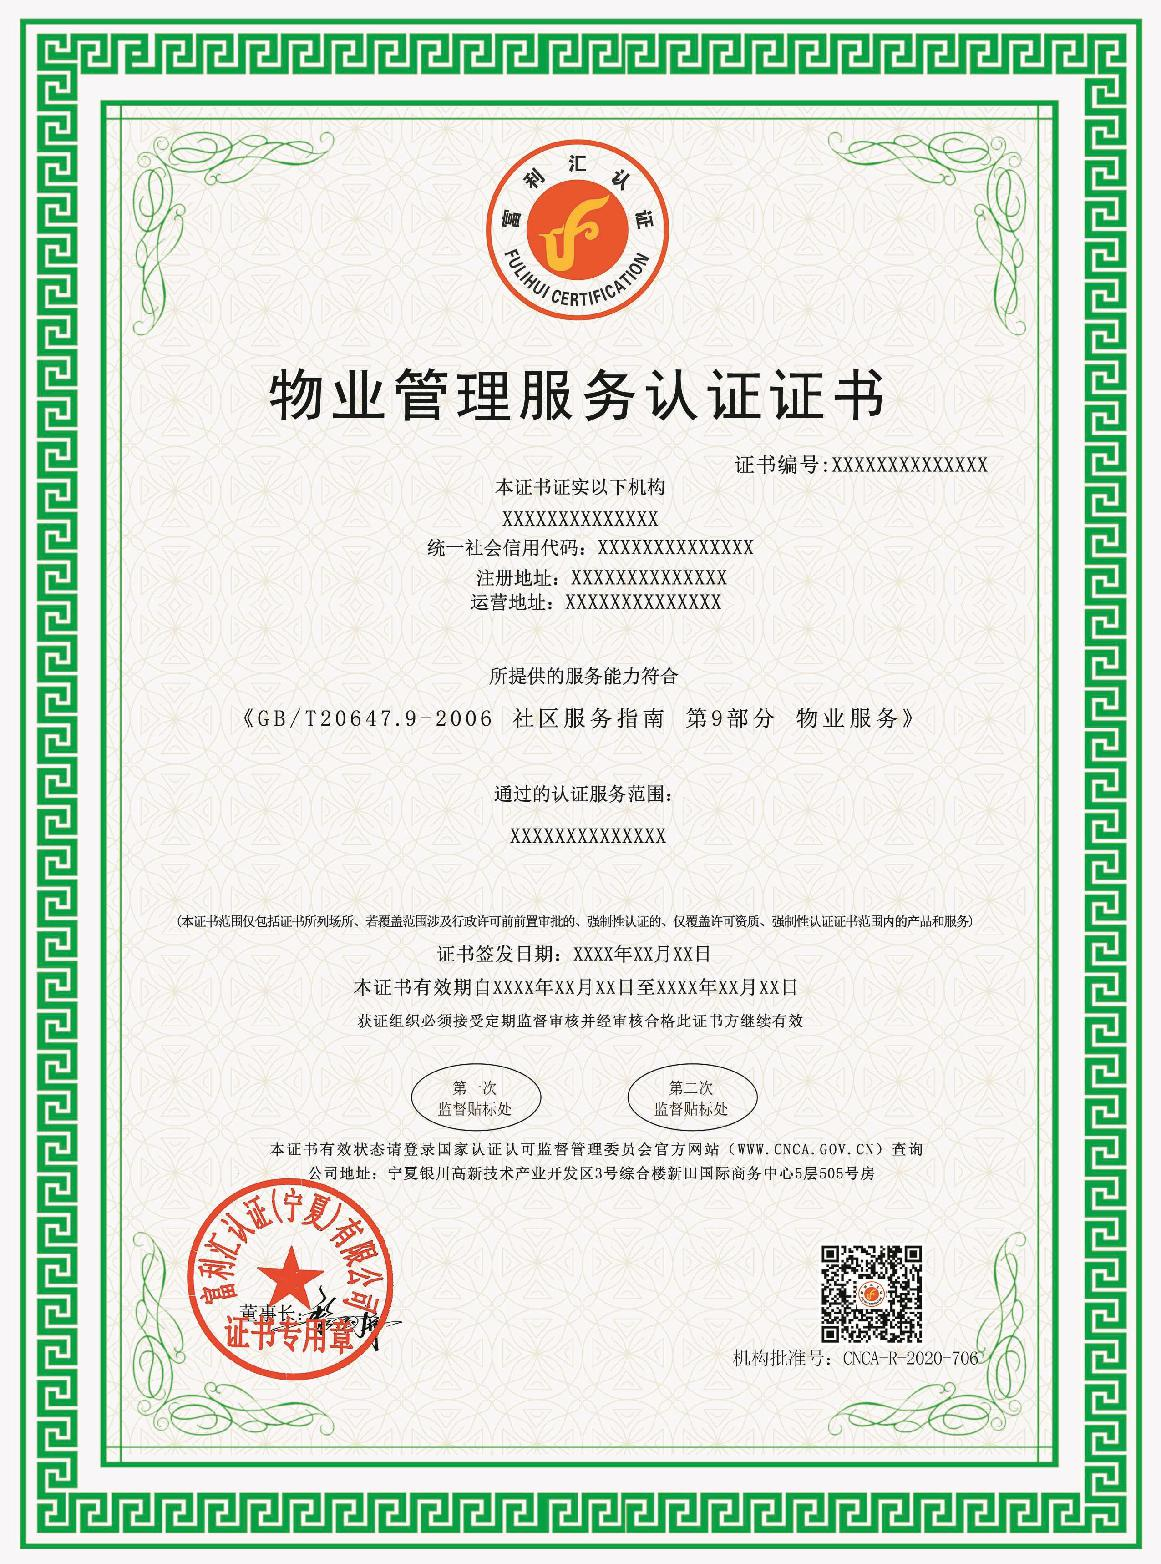 富利汇认证
FULIHUI CERTIFICATION
物业管理服务认证证书
证书编号:XXXXXXXXXXXXXX
本证书证实以下机构
XXXXXXXXXXXXXX
统一社会信用代码：XXXXXXXXXXXXXX
注册地址：XXXXXXXXXXXXXX
运营地址：XXXXXXXXXXXXXX
所提供的服务能力符合
《GB/T20647.9-2006 社区服务指南 第9部分 物业服务》
通过的认证服务范围：
XXXXXXXXXXXXXX
(本证书范围仅包括证书所列场所、若覆盖范围涉及行政许可前前置审批的、强制性认证的、仅覆盖许可资质、强制性认证证书范围内的产品和服务)
证书签发日期：XXXX年XX月XX日
本证书有效期自XXXX年XX月XX日至XXXX年XX月XX日
获证组织必须接受定期监督审核并经审核合格此证书方继续有效
第一次
监督贴标处
第二次
监督贴标处
本证书有效状态请登录国家认证认可监督管理委员会官方网站（WWW.CNCA.GOV.CN）查询
公司地址：宁夏银川高新技术产业开发区3号综合楼新田国际商务中心5层505号房
富利汇认证(宁夏)有限公司
董事长:
证书专用章
机构批准号：CNCA-R-2020-706